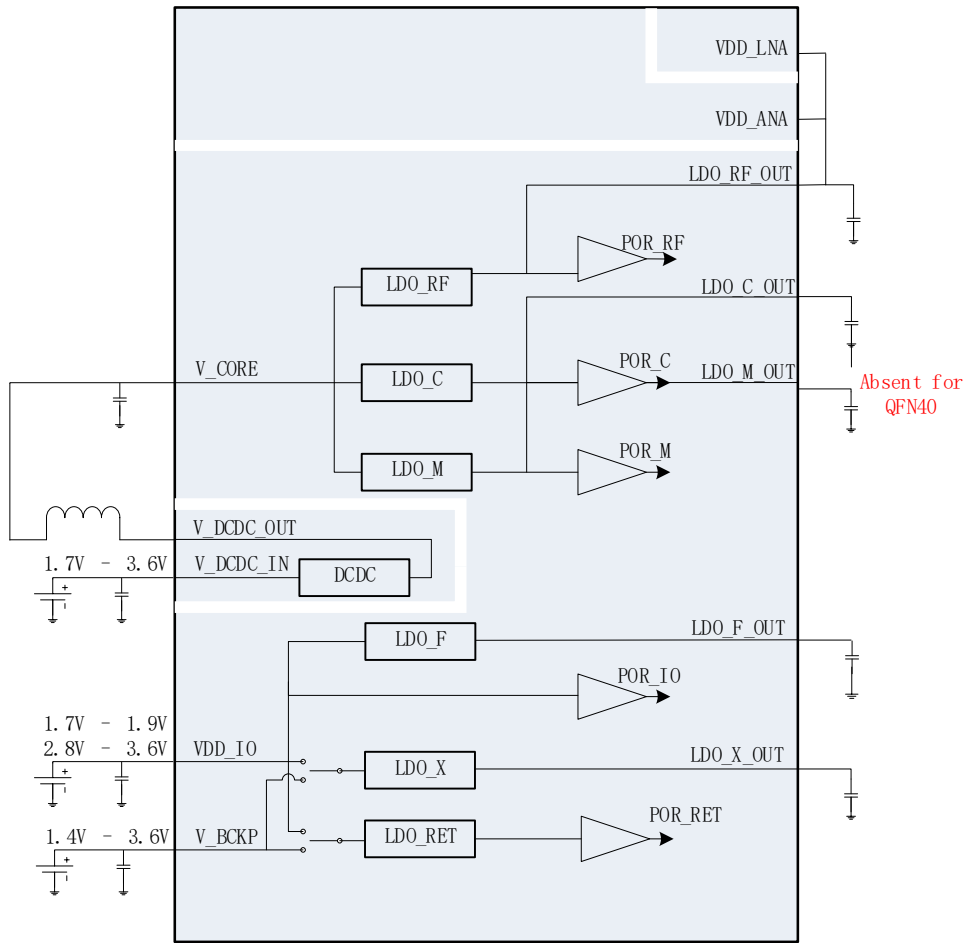 VDD_LNA
VDD_ANA
LDO_RF_OUT
POR_RF
LDO_RF
LDO_C_OUT
V_CORE
LDO_C
POR_C
LDO_M_OUT
Absent for
QFN40
LDO_M
POR_M
V_DCDC_OUT
1.7V - 3.6V
V_DCDC_IN
DCDC
+
-
LDO_F
LDO_F_OUT
POR_IO
1.7V - 1.9V
2.8V - 3.6V
VDD_IO
LDO_X
LDO_X_OUT
+
-
1.4V - 3.6V
V_BCKP
LDO_RET
POR_RET
+
-